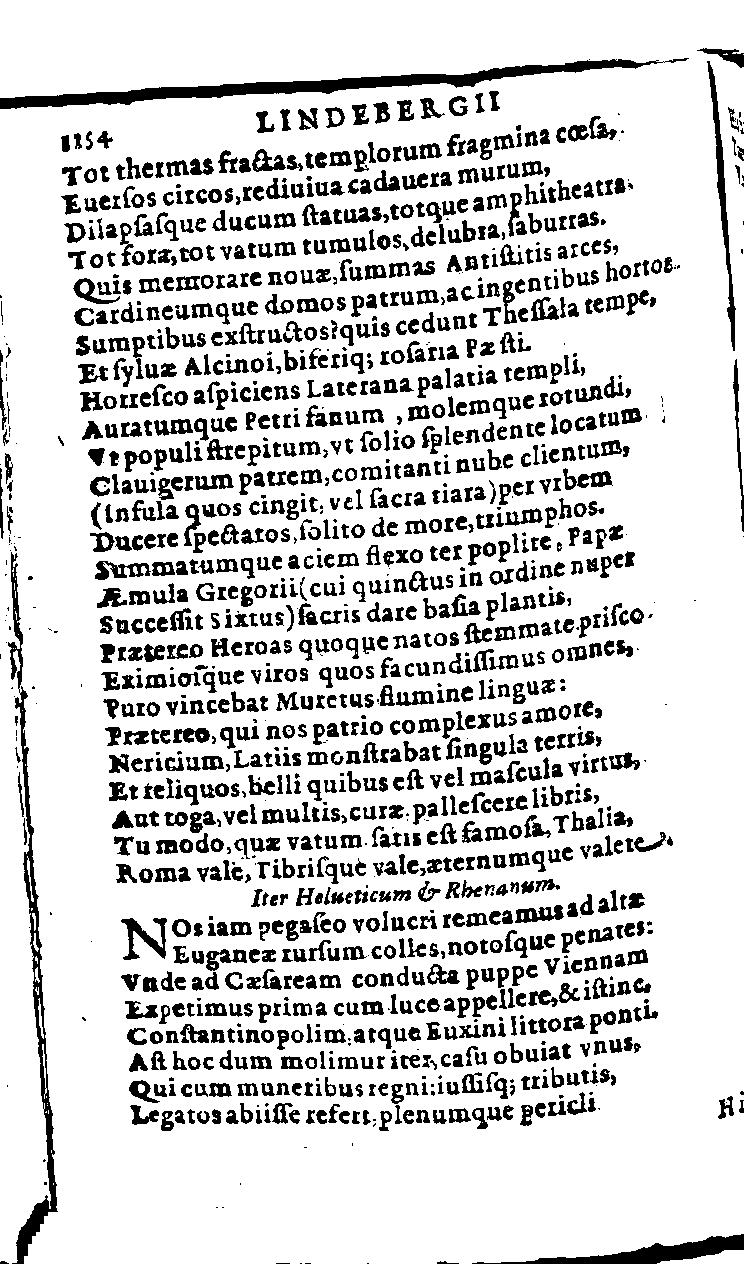 1154 LINDEBERGII
Tot thermas fractas, templorum fragmina cœſa,
Euerſos circos, rediuiua cadauera murum,
Dilapſaſque ducum ſtatuas, totque amphitheatra.
Tot fora, tot vatum tumulos, delubra, ſaburras.
Quis memorare nouæ, ſummas Antiſtitis arces,
Cardineumque domos patrum, ac ingentibus hortos
Sumptibus exſtructos? quis cedunt Theſſala tempe,
Et ſyluæ Alcinoi, biferiq; roſaria Pæſti.
Horreſco aſpiciens Laterana palatia templi,
Auratumque Petri fanum, molemque rotundi,
Vt populi ſtrepitum, vt ſolio ſplendente locatum
Clauigerum patrem, comitanti nube clientum,
(Infula quos cingit, vel ſacra tiara) per vrbem
Ducere ſpectatos, ſolito de more, triumphos.
Summatumque aciem flexo ter poplite, Papæ
Æmula Gregorii (cui quinctus in ordine nuper
Succeſſit Sixtus) ſacris dare baſia plantis,
Prætereo Heroas quoque natos ſtemmate priſco.
Eximioſque viros quos facundiſſimus omnes,
Puro vincebat Muretus flumine linguæ:
Prætereo, qui nos patrio complexus amore,
Nericium, Latiis monſtrabat ſingula terris,
Et reliquos, belli quibus eſt vel maſcula virtus,
Aut toga, vel multis, curæ palleſcere libris,
Tu modo, quæ vatum ſatis eſt famoſa, Thalia,
Roma vale, Tibriſque vale, æternumque valete.
Iter Helueticum & Rhenanum.
NOs iam pegaſeo volucri remeamus ad altæ
Euganeæ rurſum colles, notoſque penates:
Vnde ad Cæſaream conducta puppe Viennam
Expetimus prima cum luce appellere, & iſtinc,
Conſtantinopolim, atque Euxini littora ponti.
Aſt hoc dum molimur iter, caſu obuiat vnus,
Qui cum muneribus regni: iuſſiſq; tributis,
Legatos abiiſſe refert, plenumque pericli
Hi